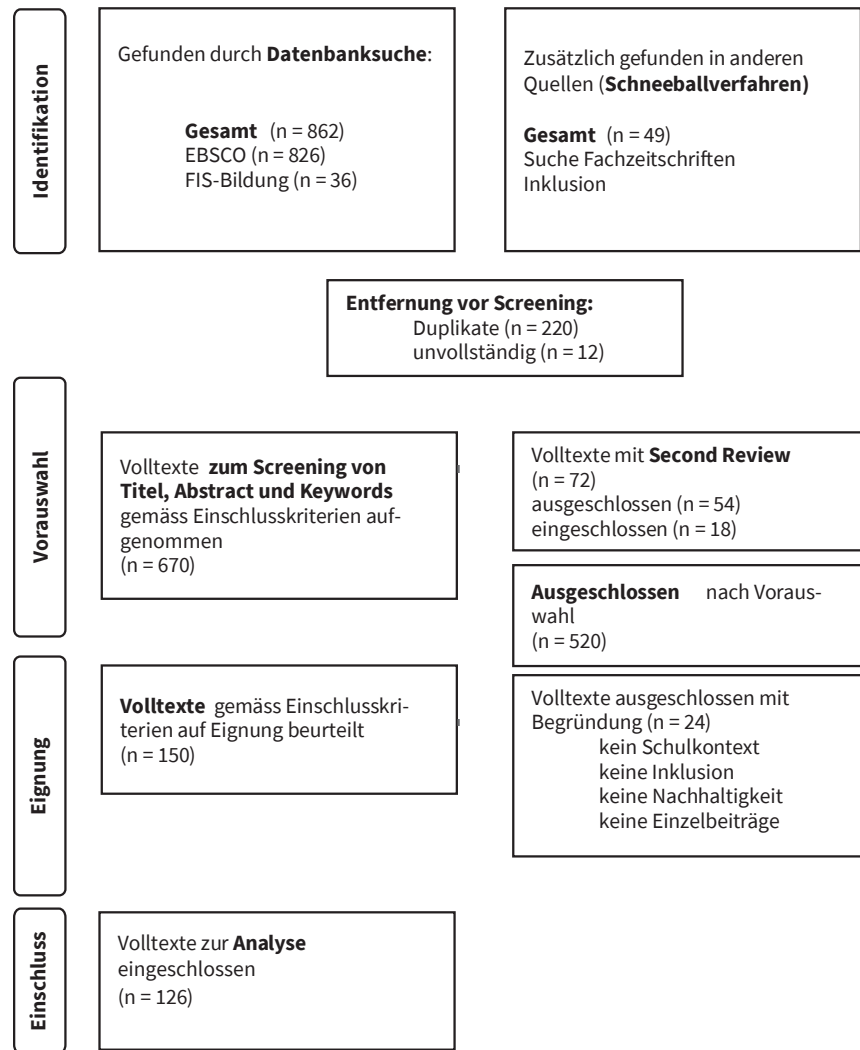 Identifikation
Gefunden durch Datenbanksuche:
Gesamt (n = 862)
EBSCO (n = 826)
FIS-Bildung (n = 36)
Zusätzlich gefunden in anderen
Quellen (Schneeballverfahren)
Gesamt (n = 49)
Suche Fachzeitschriften
Inklusion
Entfernung vor Screening:
Duplikate (n = 220)
unvollständig (n = 12)
Vorauswahl
Volltexte zum Screening von
Titel, Abstract und Keywords
gemäss Einschlusskriterien auf-
genommen
(n = 670)
Volltexte mit Second Review
(n = 72)
ausgeschlossen (n = 54)
eingeschlossen (n = 18)
Ausgeschlossen nach Voraus-
wahl
(n = 520)
Eignung
Volltexte gemäss Einschlusskri-
terien auf Eignung beurteilt
(n = 150)
Volltexte ausgeschlossen mit
Begründung (n = 24)
kein Schulkontext
keine Inklusion
keine Nachhaltigkeit
keine Einzelbeiträge
Einschluss
Volltexte zur Analyse
eingeschlossen
(n = 126)